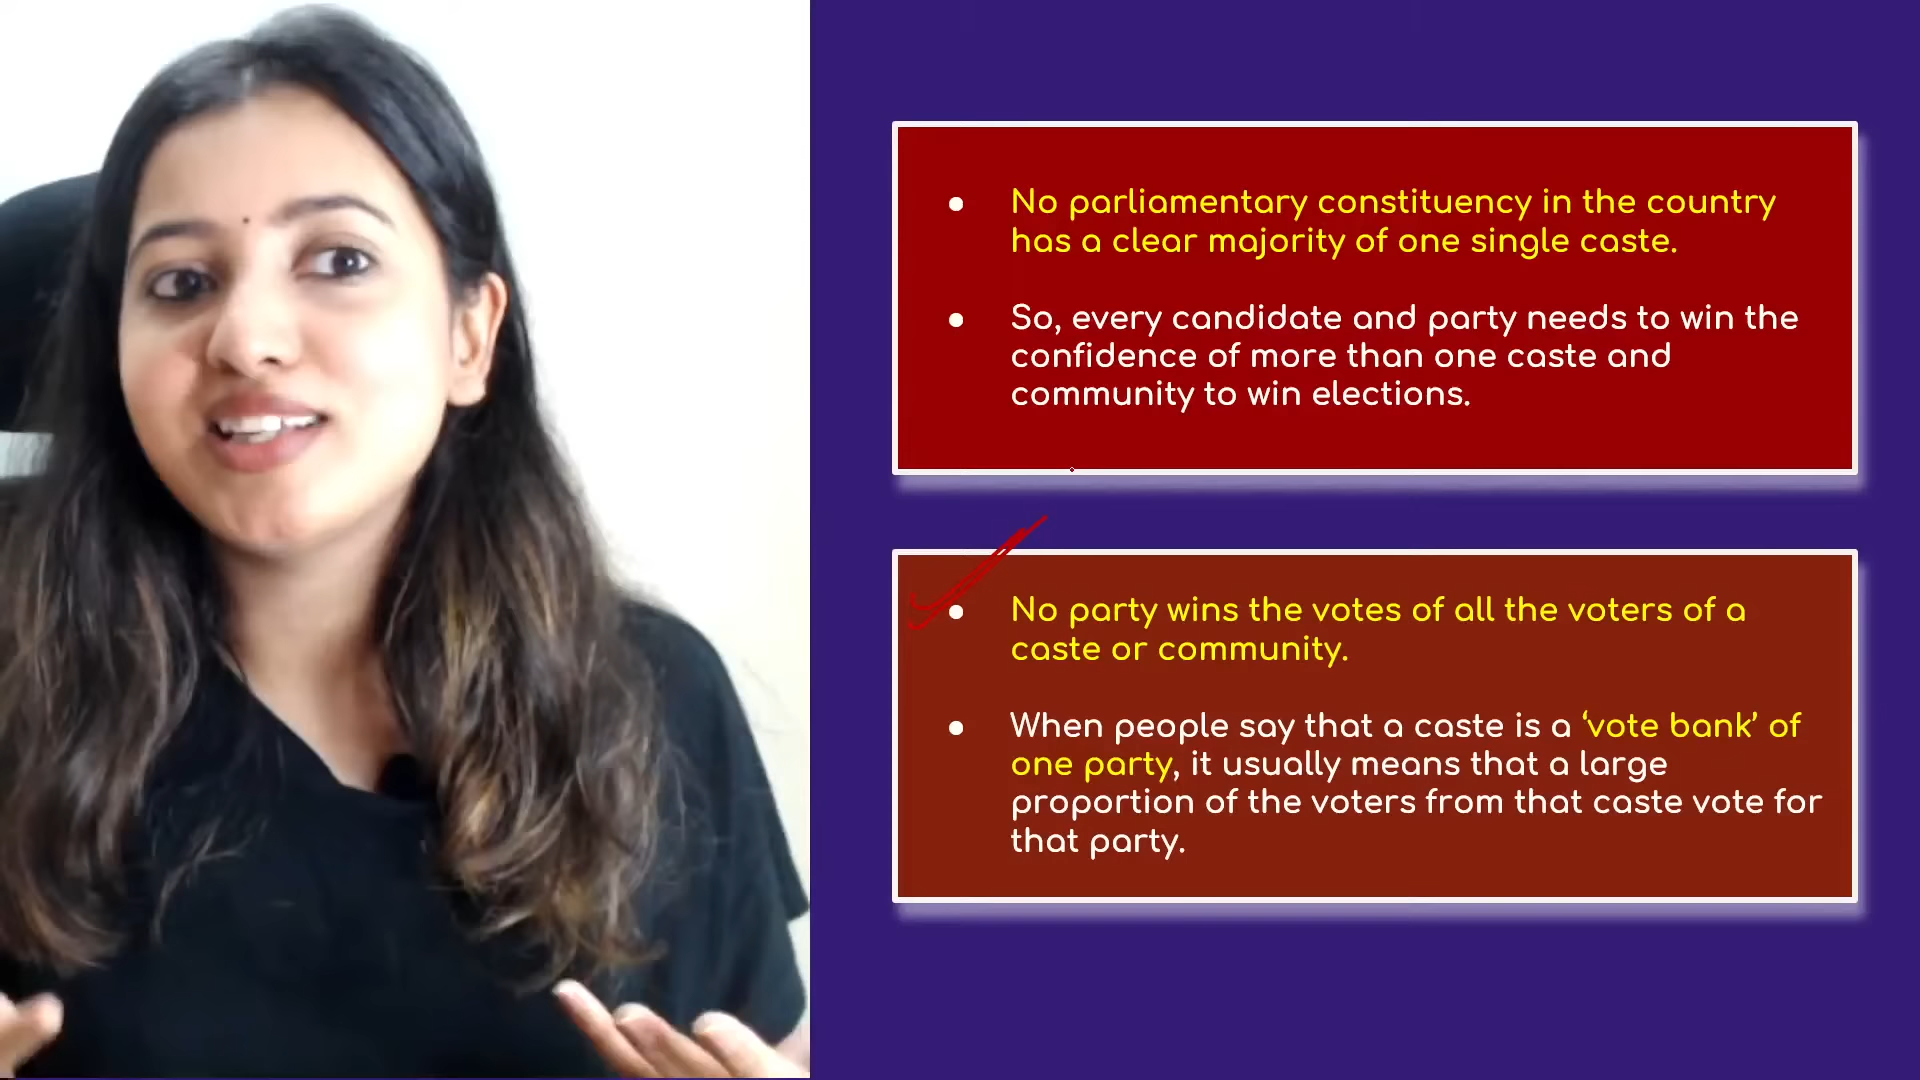 No parliamentary constituency in the country
has a clear majority of one single caste.
So, every candidate and party needs to win the
confidence of more than one caste and
community to win elections.
No party wins the votes of all the voters of a
caste or community.
When people say that a caste is a ‘vote bank’ of
one party, it usually means that a large
proportion of the voters from that caste vote for
that party.